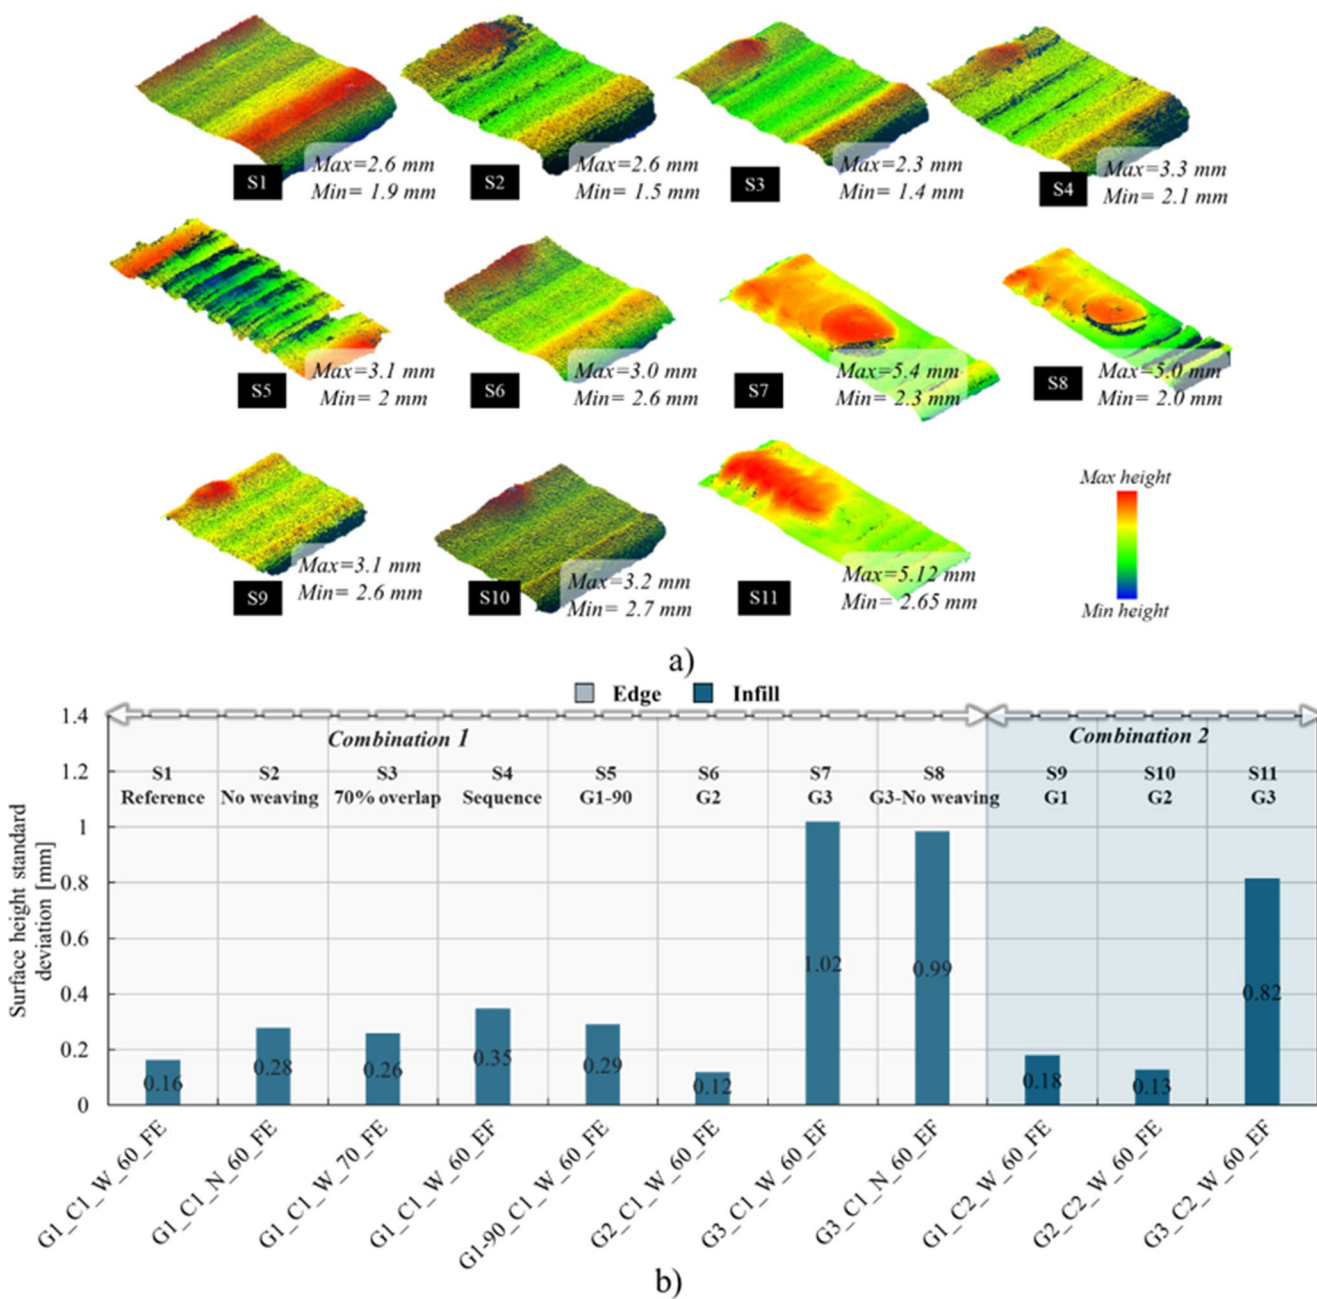 S1
Max=2.6 mm
Min= 1.9 mm
S2
Max=2.6 mm
Min= 1.5 mm
S3
Max=2.3 mm
Min= 1.4 mm
S4
Max=3.3 mm
Min= 2.1 mm
S5
Max=3.1 mm
Min= 2 mm
S6
Max=3.0 mm
Min= 2.6 mm
S7
Max=5.4 mm
Min= 2.3 mm
S8
Max=5.0 mm
Min= 2.0 mm
S9
Max=3.1 mm
Min= 2.6 mm
S10
Max=3.2 mm
Min= 2.7 mm
S11
Max=5.12 mm
Min= 2.65 mm
Max height
Min height
a)
Edge Infill
Combination 1
Combination 2
Surface height standard
deviation [mm]
1.4
1.2
1
0.8
0.6
0.4
0.2
0
S1
Reference
S2
No weaving
S3
70% overlap
S4
Sequence
S5
G1-90
S6
G2
S7
G3
S8
G3-No weaving
S9
G1
S10
G2
S11
G3
0.16
0.28
0.26
0.35
0.29
0.12
1.02
0.99
0.18
0.13
0.82
G1_C1_W_60_FE
G1_C1_N_60_FE
G1_C1_W_70_FE
G1_C1_W_60_EF
G1-90_C1_W_60_FE
G2_C1_W_60_FE
G3_C1_W_60_EF
G3_C1_N_60_EF
G1_C2_W_60_FE
G2_C2_W_60_FE
G3_C2_W_60_EF
b)